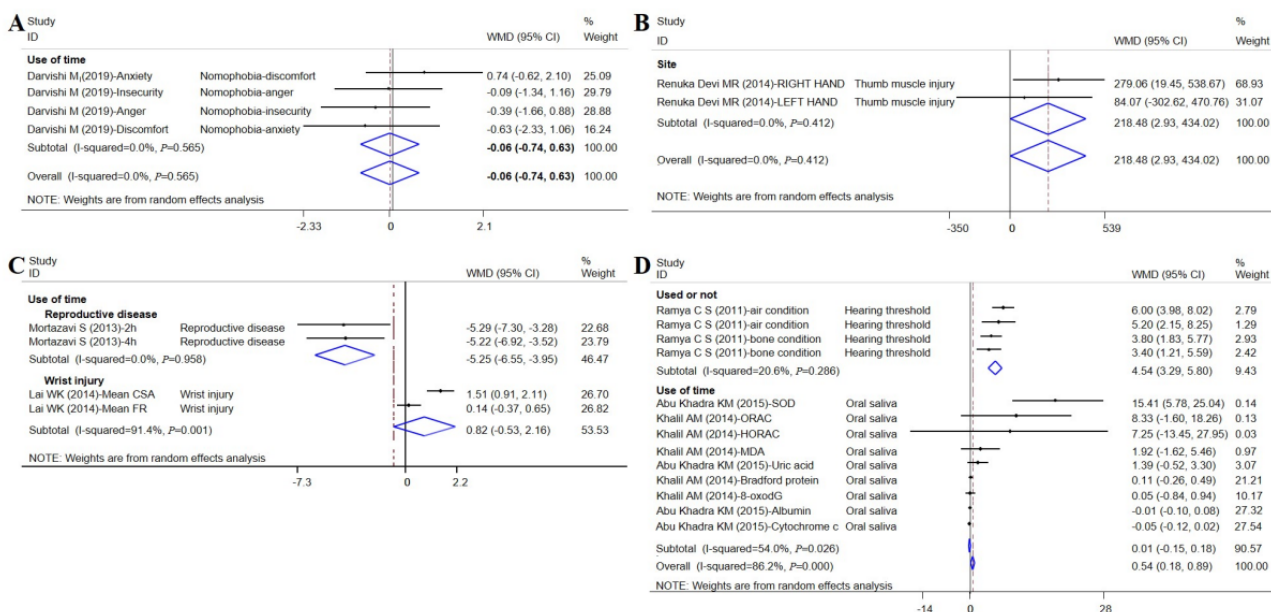 A
Study
ID WMD (95% CI) % Weight
Use of time
Darvishi M,(2019)-Anxiety Nomophobia-discomfort 0.74 (-0.62, 2.10) 25.09
Darvishi M (2019)-Insecurity Nomophobia-anger -0.09 (-1.34, 1.16) 29.79
Darvishi M (2019)-Anger Nomophobia-insecurity -0.39 (-1.66, 0.88) 28.88
Darvishi M (2019)-Discomfort Nomophobia-anxiety -0.63 (-2.33, 1.06) 16.24
Subtotal (I-squared=0.0%, P=0.565) -0.06 (-0.74, 0.63) 100.00
Overall (I-squared=0.0%, P=0.565) -0.06 (-0.74, 0.63) 100.00
NOTE: Weights are from random effects analysis
-2.33 0 2.1
B
Study
ID WMD (95% CI) % Weight
Site
Renuka Devi MR (2014)-RIGHT HAND Thumb muscle injury 279.06 (19.45, 538.67) 68.93
Renuka Devi MR (2014)-LEFT HAND Thumb muscle injury 84.07 (-302.62, 470.76) 31.07
Subtotal (I-squared=0.0%, P=0.412) 218.48 (2.93, 434.02) 100.00
Overall (I-squared=0.0%, P=0.412) 218.48 (2.93, 434.02) 100.00
NOTE: Weights are from random effects analysis
-350 0 539
C
Study
ID WMD (95% CI) % Weight
Use of time
Reproductive disease
Mortazavi S (2013)-2h Reproductive disease -5.29 (-7.30, -3.28) 22.68
Mortazavi S (2013)-4h Reproductive disease -5.22 (-6.92, -3.52) 23.79
Subtotal (I-squared=0.0%, P=0.958) -5.25 (-6.55, -3.95) 46.47
Wrist injury
Lai WK (2014)-Mean CSA Wrist injury 1.51 (0.91, 2.11) 26.70
Lai WK (2014)-Mean FR Wrist injury 0.14 (-0.37, 0.65) 26.82
Subtotal (I-squared=91.4%, P=0.001) 0.82 (-0.53, 2.16) 53.53
NOTE: Weights are from random effects analysis
-7.3 0 2.2
D
Study
ID WMD (95% CI) % Weight
Used or not
Ramya C S (2011)-air condition Hearing threshold 6.00 (3.98, 8.02) 2.79
Ramya C S (2011)-air condition Hearing threshold 5.20 (2.15, 8.25) 1.29
Ramya C S (2011)-bone condition Hearing threshold 3.80 (1.83, 5.77) 2.93
Ramya C S (2011)-bone condition Hearing threshold 3.40 (1.21, 5.59) 2.42
Subtotal (I-squared=20.6%, P=0.286) 4.54 (3.29, 5.80) 9.43
Use of time
Abu Khadra KM (2015)-SOD Oral saliva 15.41 (5.78, 25.04) 0.14
Khalil AM (2014)-ORAC Oral saliva 8.33 (-1.60, 18.26) 0.13
Khalil AM (2014)-HORAC Oral saliva 7.25 (-13.45, 27.95) 0.03
Khalil AM (2014)-MDA Oral saliva 1.92 (-1.62, 5.46) 0.97
Abu Khadra KM (2015)-Uric acid Oral saliva 1.39 (-0.52, 3.30) 3.07
Khalil AM (2014)-Bradford protein Oral saliva 0.11 (-0.26, 0.49) 21.21
Khalil AM (2014)-8-oxodG Oral saliva 0.05 (-0.84, 0.94) 10.17
Abu Khadra KM (2015)-Albumin Oral saliva -0.01 (-0.10, 0.08) 27.32
Abu Khadra KM (2015)-Cytochrome c Oral saliva -0.05 (-0.12, 0.02) 27.54
Subtotal (I-squared=54.0%, P=0.026) 0.01 (-0.15, 0.18) 90.57
Overall (I-squared=86.2%, P=0.000) 0.54 (0.18, 0.89) 100.00
NOTE: Weights are from random effects analysis
-14 0 28